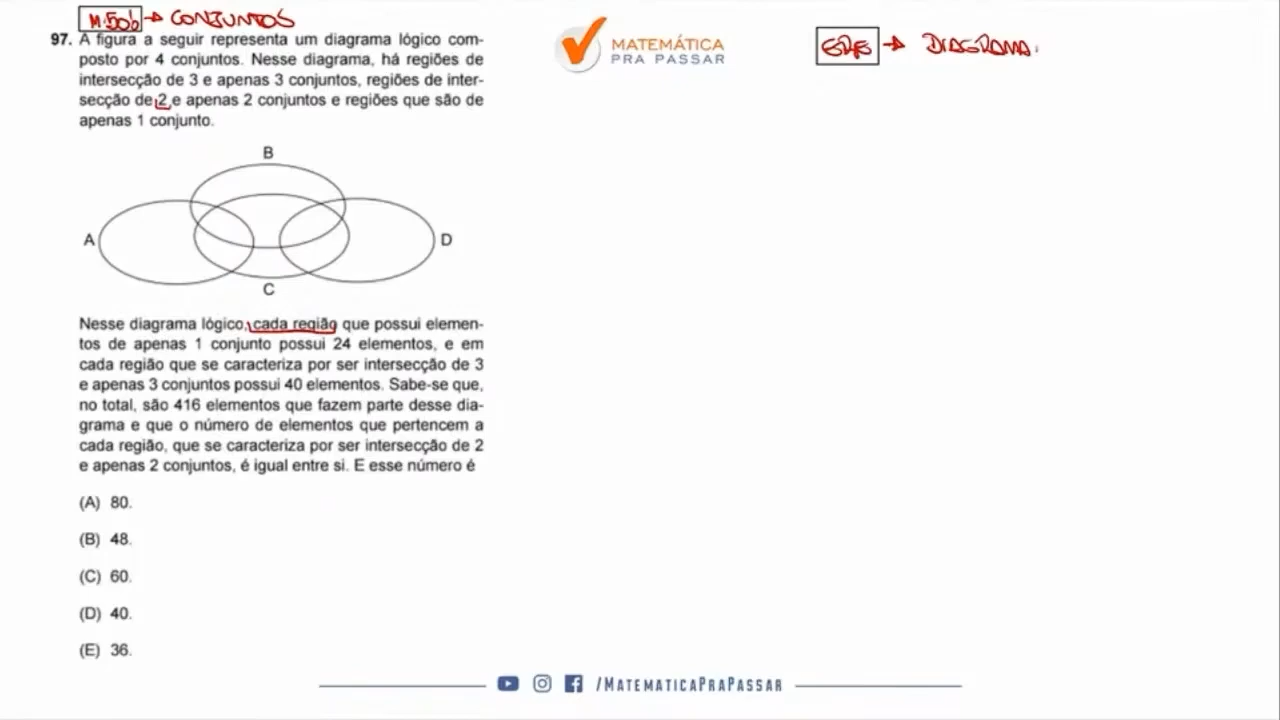 M.50% → CONJUNTOS
97. A figura a seguir representa um diagrama lógico com-
posto por 4 conjuntos. Nesse diagrama, há regiões de
intersecção de 3 e apenas 3 conjuntos, regiões de inter-
secção de 2 e apenas 2 conjuntos e regiões que são de
apenas 1 conjunto.
B
A
D
C
Nesse diagrama lógico, cada região que possui elemen-
tos de apenas 1 conjunto possui 24 elementos, e em
cada região que se caracteriza por ser intersecção de 3
e apenas 3 conjuntos possui 40 elementos. Sabe-se que,
no total, são 416 elementos que fazem parte desse dia-
grama e que o número de elementos que pertencem a
cada região, que se caracteriza por ser intersecção de 2
e apenas 2 conjuntos, é igual entre si. E esse número é
(A) 80.
(B) 48.
(C) 60.
(D) 40.
(E) 36.
MATEMÁTICA
PRA PASSAR
→ DIAGRAMA.
/MATEMATICAPRAPASSAR